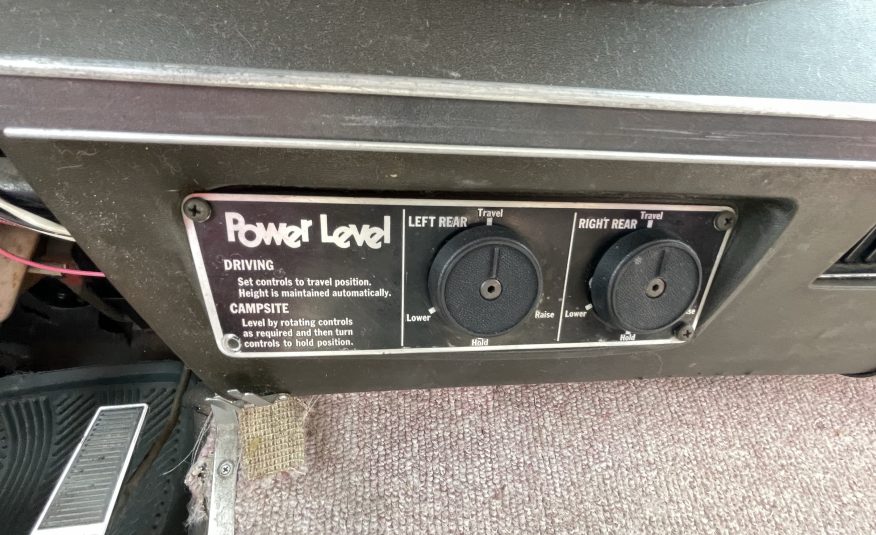 Power Level
DRIVING
Set controls to travel position.
Height is maintained automatically.
CAMPSITE
Level by rotating controls
as required and then turn
controls to hold position.
LEFT REAR
Travel
Lower
Raise
Hold
RIGHT REAR
Travel
Lower
se
Hold